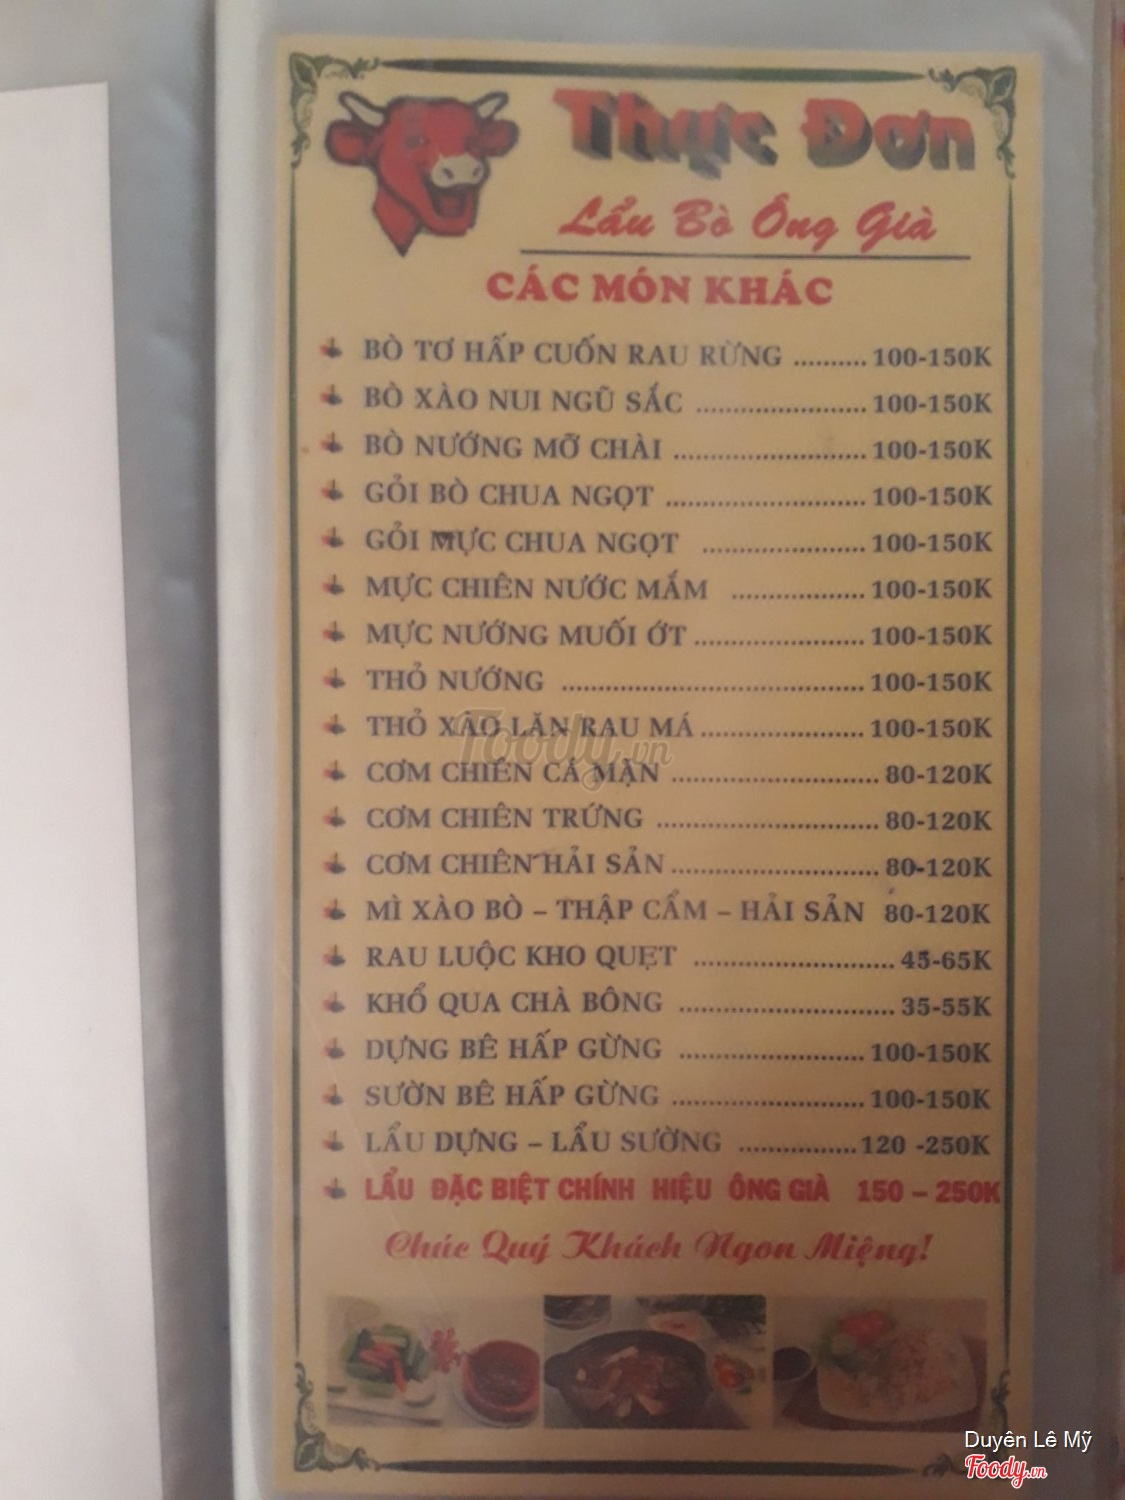 Thực Đơn
Lẩu Bò Ông Già
CÁC MÓN KHÁC
BÒ TƠ HẤP CUỐN RAU RỪNG .......... 100-150K
BÒ XÀO NUI NGŨ SẮC ........................ 100-150K
BÒ NƯỚNG MỠ CHÀI ........................... 100-150K
GỎI BÒ CHUA NGỌT ............................ 100-150K
GỎI MỰC CHUA NGỌT ....................... 100-150K
MỰC CHIÊN NƯỚC MẮM ................... 100-150K
MỰC NƯỚNG MUỐI ỚT ........................ 100-150K
THỎ NƯỚNG ........................................... 100-150K
THỎ XÀO LĂN RAU MÁ ....................... 100-150K
CƠM CHIÊN CÁ MẶN ............................. 80-120K
CƠM CHIÊN TRỨNG ............................... 80-120K
CƠM CHIÊN HẢI SẢN ............................. 80-120K
MÌ XÀO BÒ – THẬP CẨM – HẢI SẢN 80-120K
RAU LUỘC KHO QUẸT ............................ 45-65K
KHỔ QUA CHÀ BÔNG .............................. 35-55K
DỰNG BÊ HẤP GỪNG .......................... 100-150K
SƯỜN BÊ HẤP GỪNG ........................... 100-150K
LẨU DỰNG – LẨU SƯỜNG ................ 120 -250K
LẨU ĐẶC BIỆT CHÍNH HIỆU ÔNG GIÀ 150 – 250K
Chúc Quý Khách Ngon Miệng!
Foody.vn
Duyên Lê Mỹ
Foody.vn